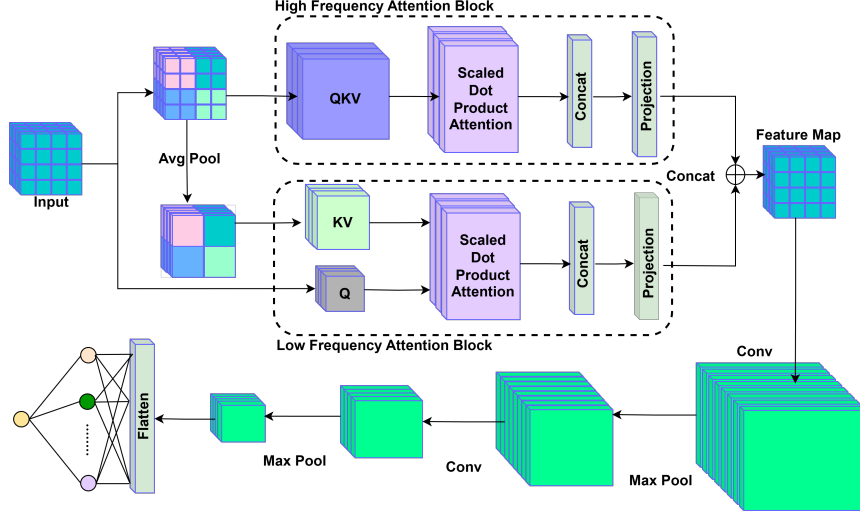 High Frequency Attention Block
QKV
Scaled
Dot
Product
Attention
Concat
Projection
Input
Avg Pool
Feature Map
Concat
KV
Q
Scaled
Dot
Product
Attention
Concat
Projection
Low Frequency Attention Block
Conv
Max Pool
Conv
Max Pool
Flatten